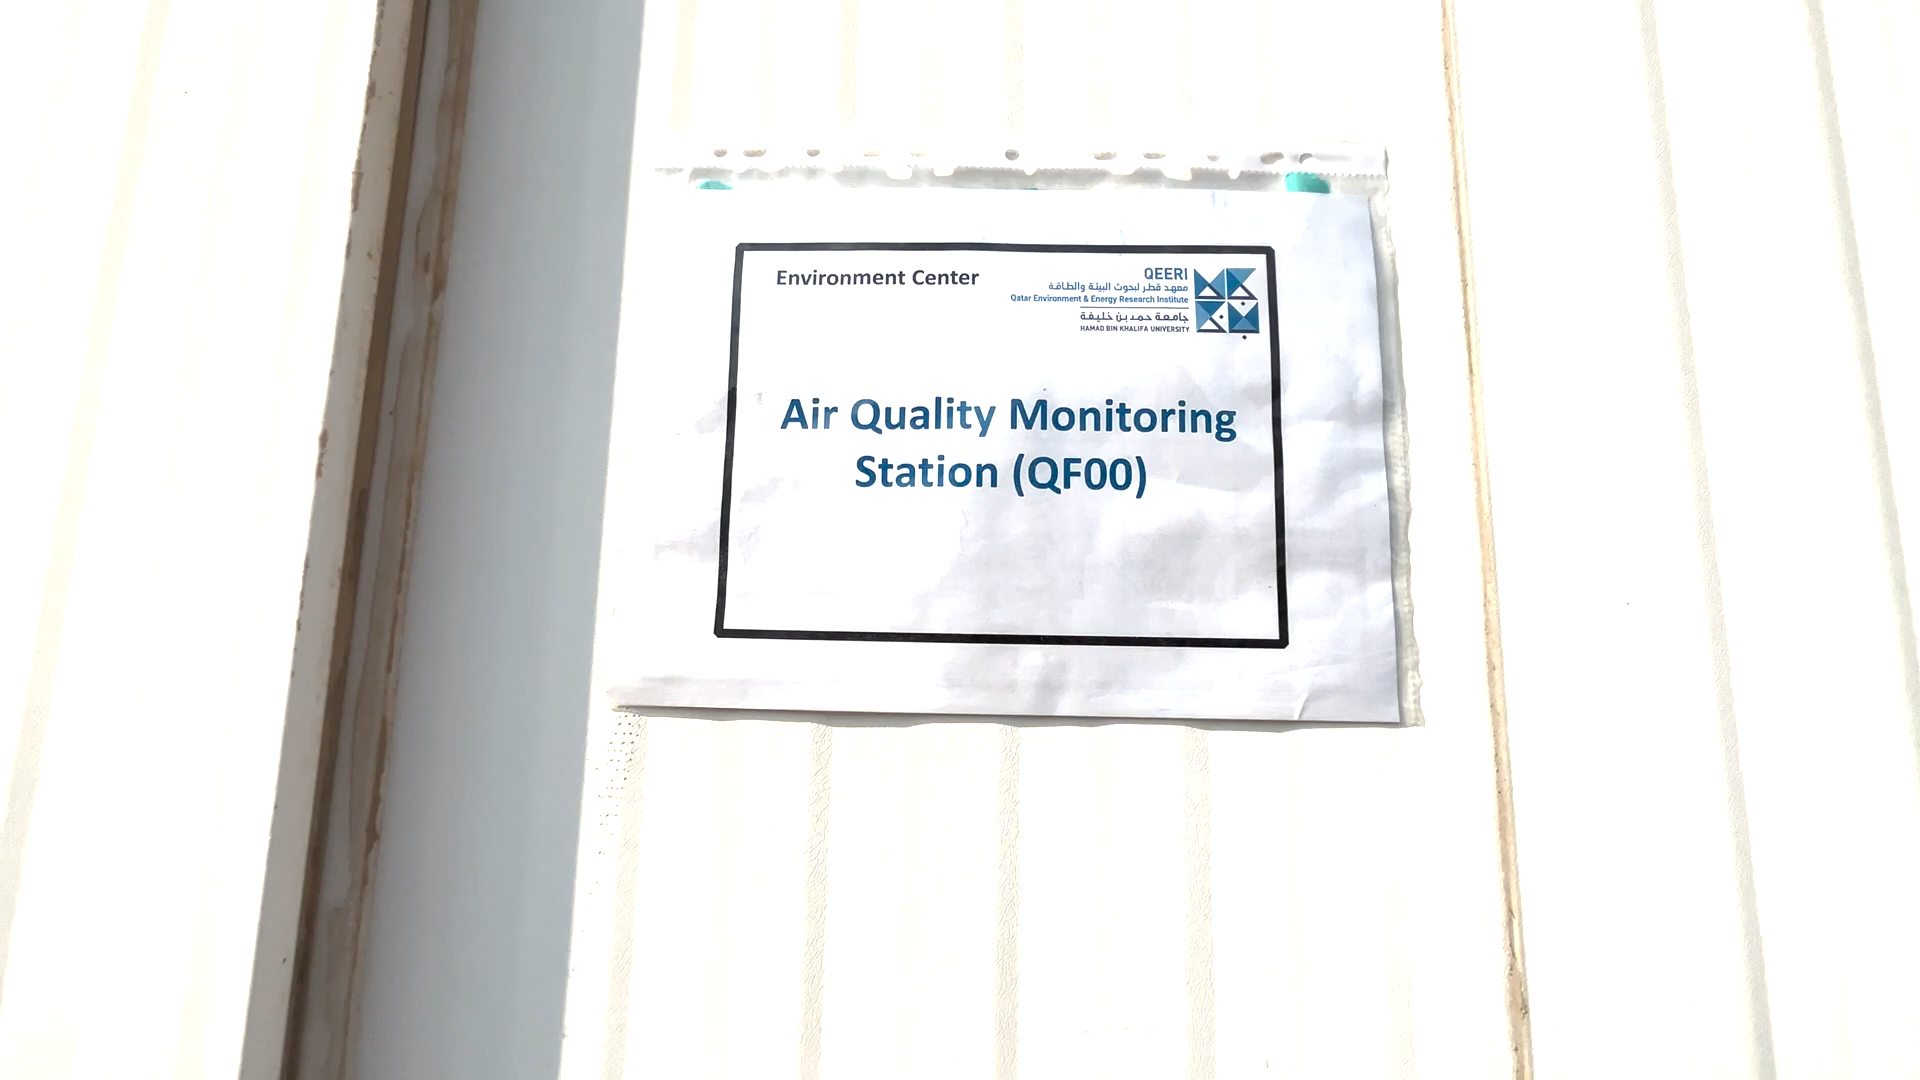 Environment Center
QEERI
معهد قطر لبحوث البيئة والطاقة
Qatar Environment & Energy Research Institute
جامعة حمد بن خليفة
HAMAD BIN KHALIFA UNIVERSITY
Air Quality Monitoring
Station (QF00)